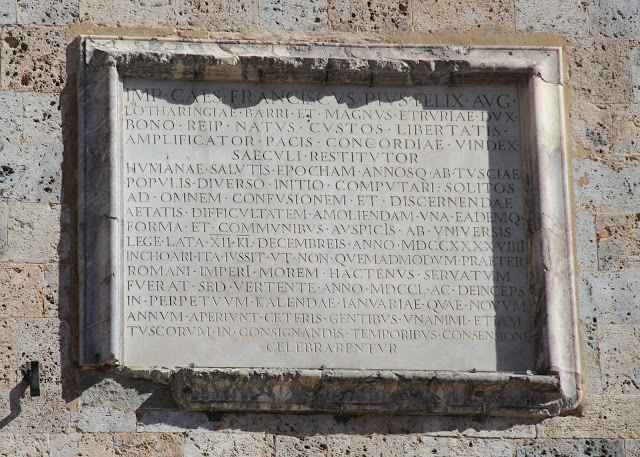 IMP · CAES · FRANCISCVS · PIVS · FELIX · AVG ·
LOTHARINGIAE · BARRI · ET · MAGNVS · ETRVRIAE · DVX ·
BONO · REIP · NATVS · CVSTOS · LIBERTATIS ·
AMPLIFICATOR · PACIS · CONCORDIAE · VINDEX ·
SAECVLI · RESTITVTOR
HVMANAE · SALVTIS · EPOCHAM · ANNOSQ · AB · TVSCIAE
POPVLIS · DIVERSO · INITIO · COMPVTARI · SOLITOS
AD · OMNEM · CONFVSIONEM · ET · DISCERNENDAE
AETATIS · DIFFICVLTATEM · AMOLIENDAM · VNA · EADEMQ ·
FORMA · ET · COMMVNIBVS · AVSPICIS · AB · VNIVERSIS
LEGE · LATA · XII · KL · DECEMBREIS · ANNO · MDCCXXXXVIIII
INCHOARI · ITA · IVSSIT · VT · NON · QVEMADMODVM · PRAETER
ROMANI · IMPERI · MOREM · HACTENVS · SERVATVM
FVERAT · SED · VERTENTE · ANNO · MDCCL · AC · DEINCEPS
IN · PERPETVVM · KALENDAE · IANVARIAE · QVAE · NOVVM
ANNVM · APERIVNT · CETERIS · GENTIBVS · VNANIMI · ETIAM
TVSCORVM · IN · CONSIGNANDIS · TEMPORIBVS · CONSENSIONE
CELEBRARENTVR